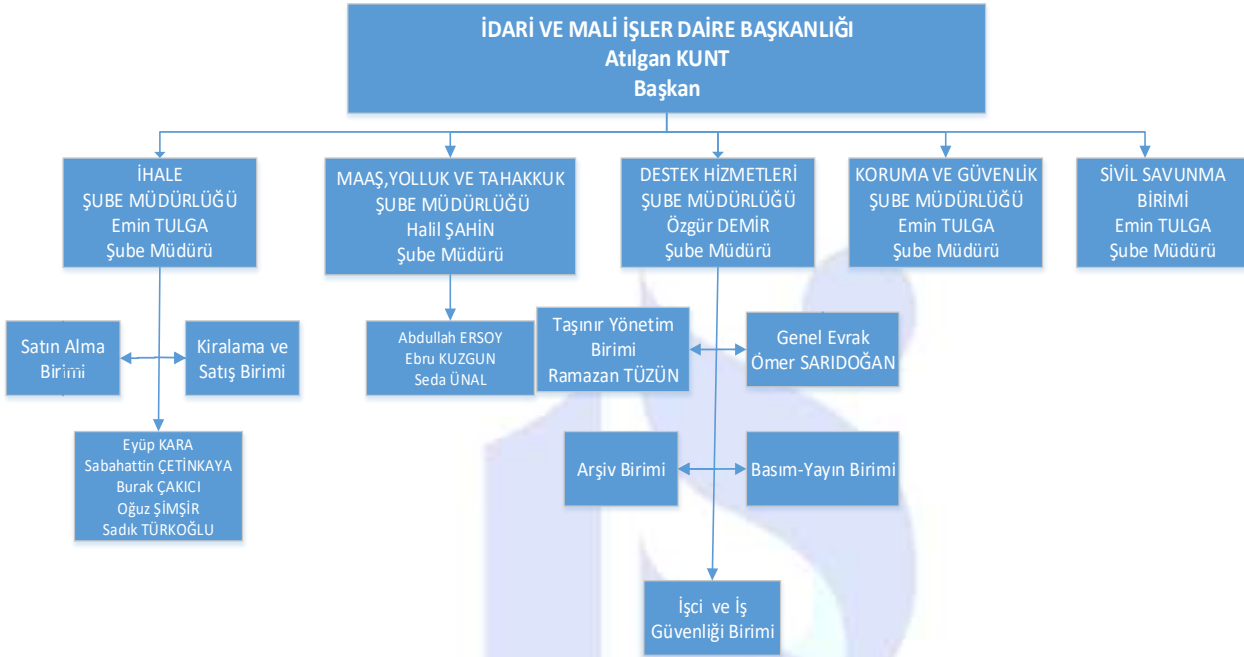 İDARİ VE MALİ İŞLER DAİRE BAŞKANLIĞI
Atılgan KUNT
Başkan
İHALE
ŞUBE MÜDÜRLÜĞÜ
Emin TULGA
Şube Müdürü
MAAŞ,YOLLUK VE TAHAKKUK
ŞUBE MÜDÜRLÜĞÜ
Halil ŞAHİN
Şube Müdürü
DESTEK HİZMETLERİ
ŞUBE MÜDÜRLÜĞÜ
Özgür DEMİR
Şube Müdürü
KORUMA VE GÜVENLİK
ŞUBE MÜDÜRLÜĞÜ
Emin TULGA
Şube Müdürü
SİVİL SAVUNMA
BİRİMİ
Emin TULGA
Şube Müdürü
Satın Alma
Birimi
Kiralama ve
Satış Birimi
Abdullah ERSOY
Ebru KUZGUN
Seda ÜNAL
Taşınır Yönetim
Birimi
Ramazan TÜZÜN
Genel Evrak
Ömer SARIDOĞAN
Eyüp KARA
Sabahattin ÇETİNKAYA
Burak ÇAKICI
Oğuz ŞİMŞİR
Sadık TÜRKOĞLU
Arşiv Birimi
Basım-Yayın Birimi
İşci ve İş
Güvenliği Birimi